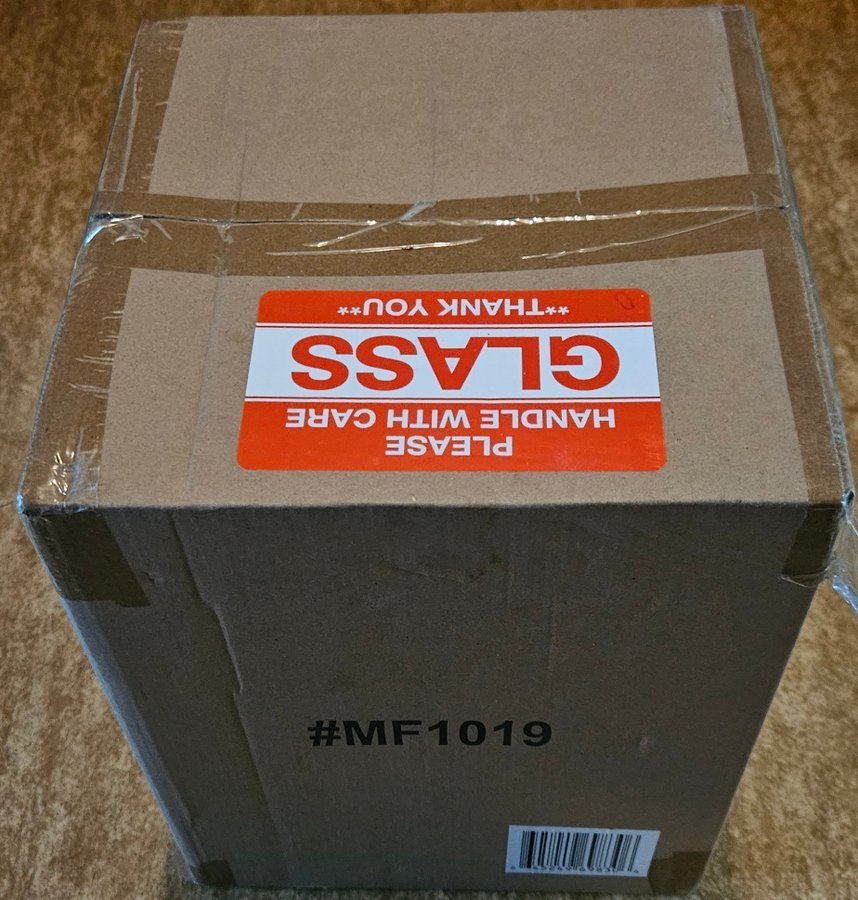 PLEASE
HANDLE WITH CARE
GLASS
**THANK YOU**
#MF1019